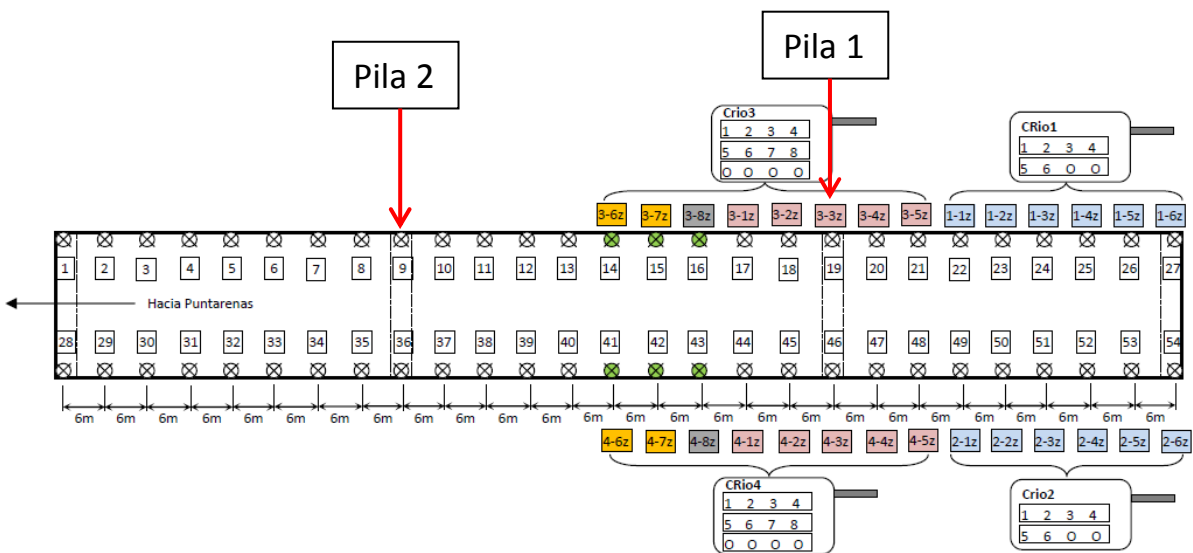 Pila 2
Pila 1
Crio3
1 2 3 4
5 6 7 8
O O O O
CRio1
1 2 3 4
5 6 O O
3-6z 3-7z 3-8z 3-1z 3-2z 3-3z 3-4z 3-5z 1-1z 1-2z 1-3z 1-4z 1-5z 1-6z
1 2 3 4 5 6 7 8 9 10 11 12 13 14 15 16 17 18 19 20 21 22 23 24 25 26 27
Hacia Puntarenas
28 29 30 31 32 33 34 35 36 37 38 39 40 41 42 43 44 45 46 47 48 49 50 51 52 53 54
6m 6m 6m 6m 6m 6m 6m 6m 6m 6m 6m 6m 6m 6m 6m 6m 6m 6m 6m 6m 6m 6m 6m 6m 6m 6m
4-6z 4-7z 4-8z 4-1z 4-2z 4-3z 4-4z 4-5z 2-1z 2-2z 2-3z 2-4z 2-5z 2-6z
CRio4
1 2 3 4
5 6 7 8
O O O O
Crio2
1 2 3 4
5 6 O O